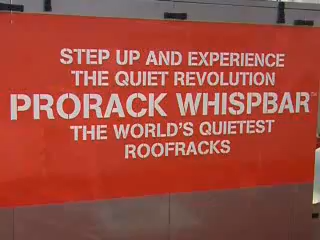 STEP UP AND EXPERIENCE
THE QUIET REVOLUTION
PRORACK WHISPBAR™
THE WORLD'S QUIETEST
ROOFRACKS